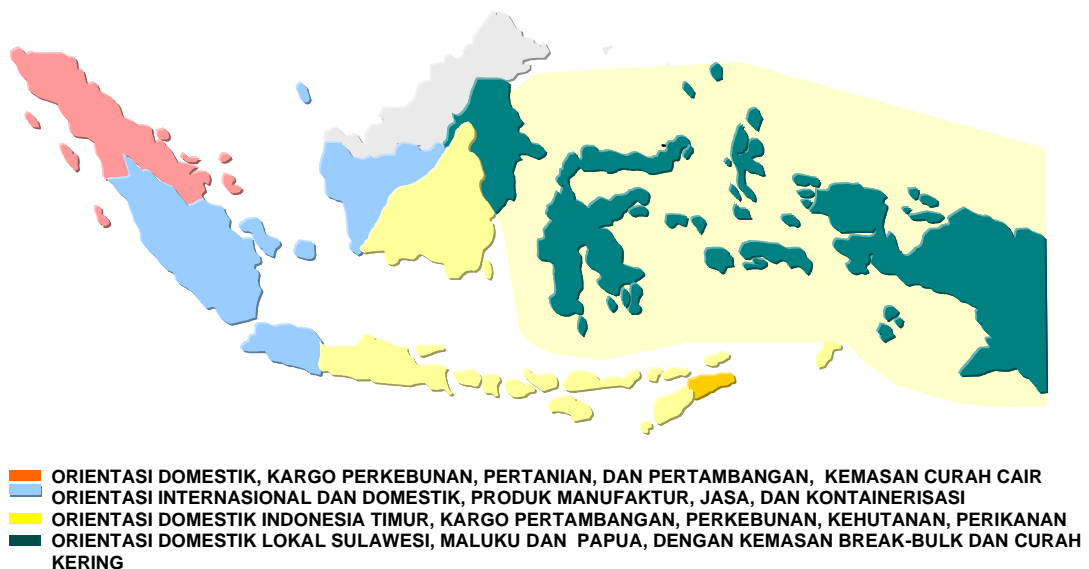 ORIENTASI DOMESTIK, KARGO PERKEBUNAN, PERTANIAN, DAN PERTAMBANGAN, KEMASAN CURAH CAIR
ORIENTASI INTERNASIONAL DAN DOMESTIK, PRODUK MANUFAKTUR, JASA, DAN KONTAINERISASI
ORIENTASI DOMESTIK INDONESIA TIMUR, KARGO PERTAMBANGAN, PERKEBUNAN, KEHUTANAN, PERIKANAN
ORIENTASI DOMESTIK LOKAL SULAWESI, MALUKU DAN PAPUA, DENGAN KEMASAN BREAK-BULK DAN CURAH
KERING